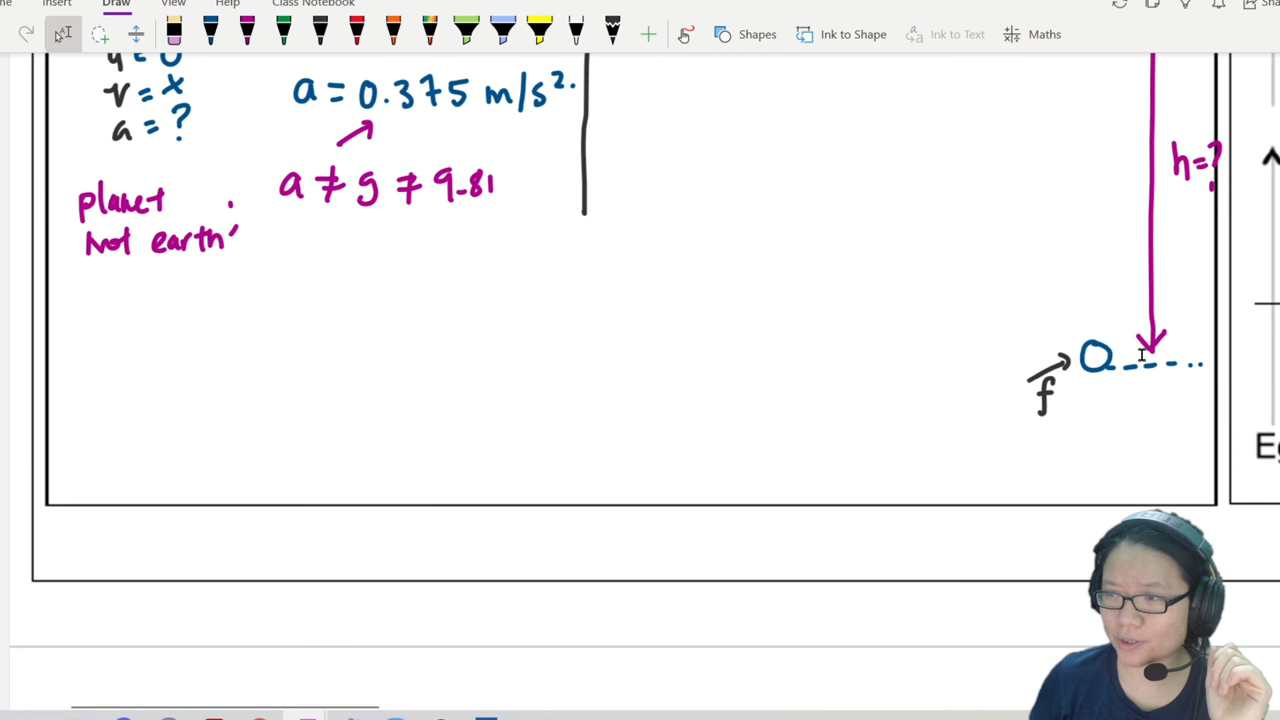 Insert Draw View Help Class Notebook
Shapes Ink to Shape Ink to Text Maths
v = x
a = ?
a = 0.375 m/s².
a ≠ g ≠ 9.81
planet
not earth
h=?
f